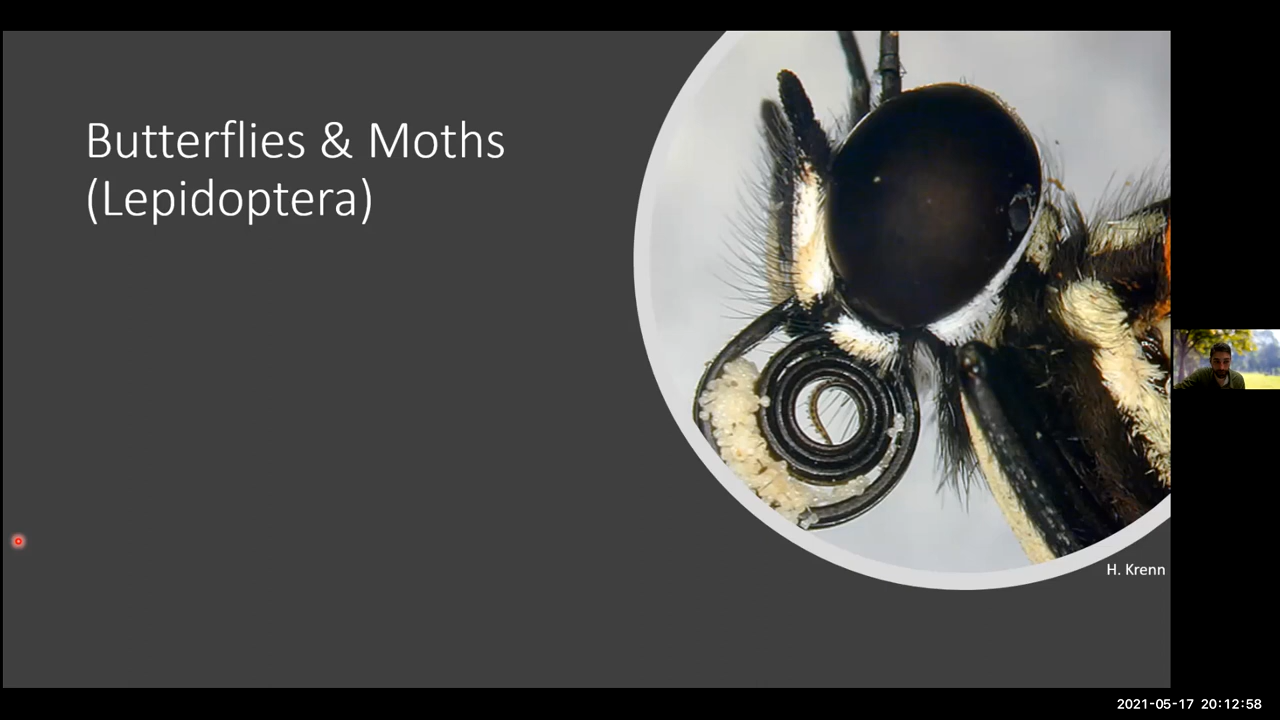 Butterflies & Moths
(Lepidoptera)
H. Krenn
2021-05-17 20:12:58